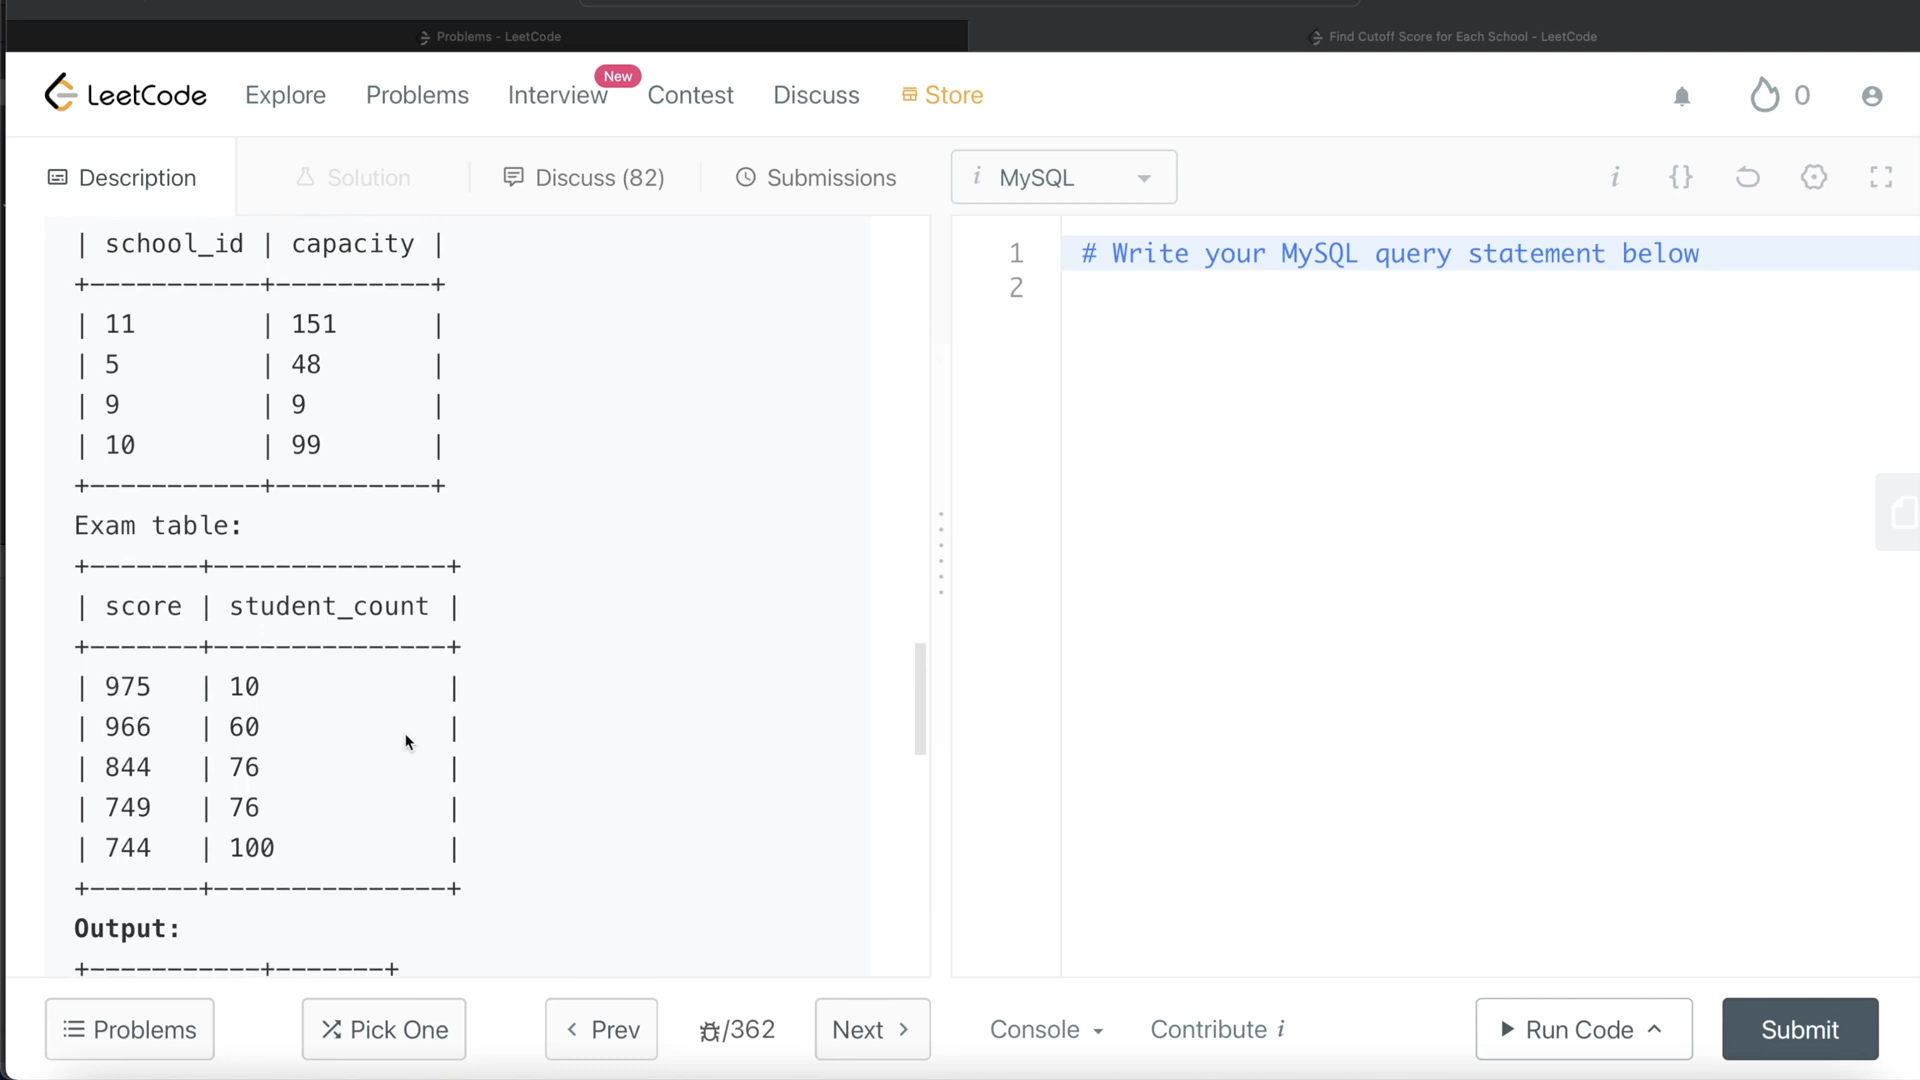 Problems - LeetCode
Find Cutoff Score for Each School - LeetCode
LeetCode
Explore
Problems
Interview
New
Contest
Discuss
Store
0
Description
Solution
Discuss (82)
Submissions
i MySQL
i
{}
| school_id | capacity |
+-----------+----------+
| 11        | 151      |
| 5         | 48       |
| 9         | 9        |
| 10        | 99       |
+-----------+----------+
Exam table:
+-------+---------------+
| score | student_count |
+-------+---------------+
| 975   | 10            |
| 966   | 60            |
| 844   | 76            |
| 749   | 76            |
| 744   | 100           |
+-------+---------------+
Output:
+-----------+-------+
1 # Write your MySQL query statement below
2
Problems
Pick One
Prev
/362
Next
Console
Contribute i
Run Code
Submit